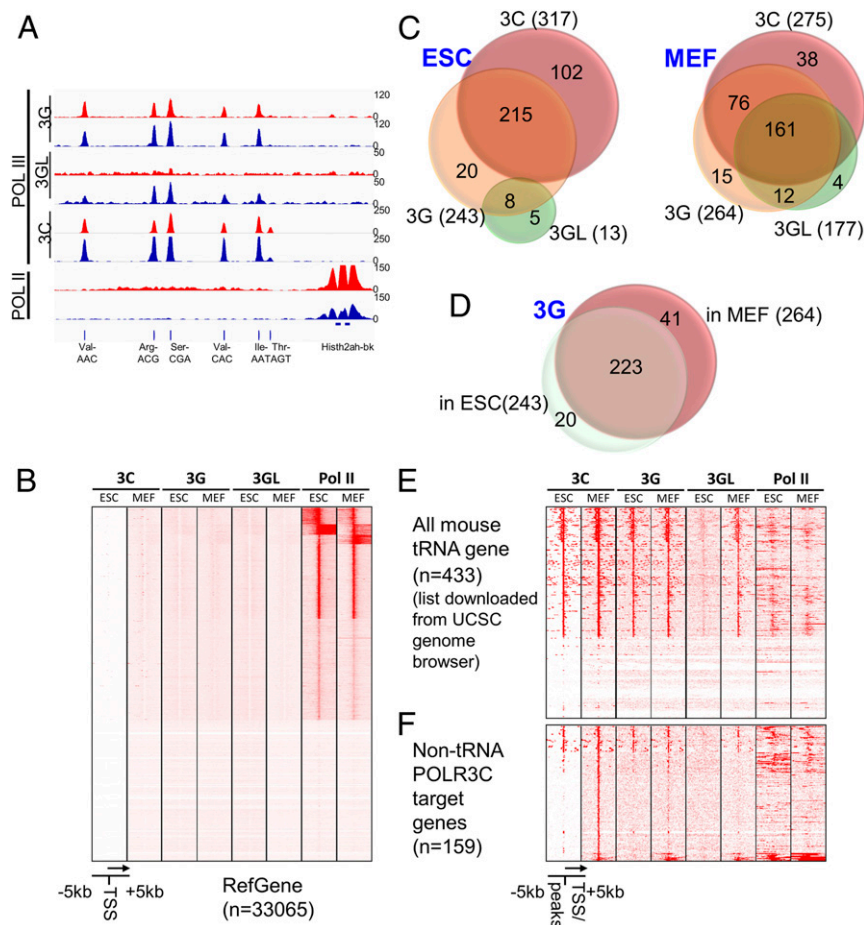 A
POL III
POL II
3G
3GL
3C
120
0
120
0
50
0
50
0
250
0
250
0
150
0
150
0
Val-
AAC
Arg-
ACG
Ser-
CGA
Val-
CAC
Ile-
AAT
Thr-
AGT
Histh2ah-bk
C
ESC
3C (317)
102
215
20
8
5
3G (243)
3GL (13)
MEF
3C (275)
38
76
161
15
12
4
3G (264)
3GL (177)
D
3G
41
in MEF (264)
223
in ESC(243)
20
B
3C 3G 3GL Pol II
ESC MEF ESC MEF ESC MEF ESC MEF
-5kb
TSS
+5kb
RefGene
(n=33065)
E
3C 3G 3GL Pol II
ESC MEF ESC MEF ESC MEF ESC MEF
All mouse
tRNA gene
(n=433)
(list downloaded
from UCSC
genome
browser)
F
Non-tRNA
POLR3C
target
genes
(n=159)
-5kb
TSS/
peaks
+5kb